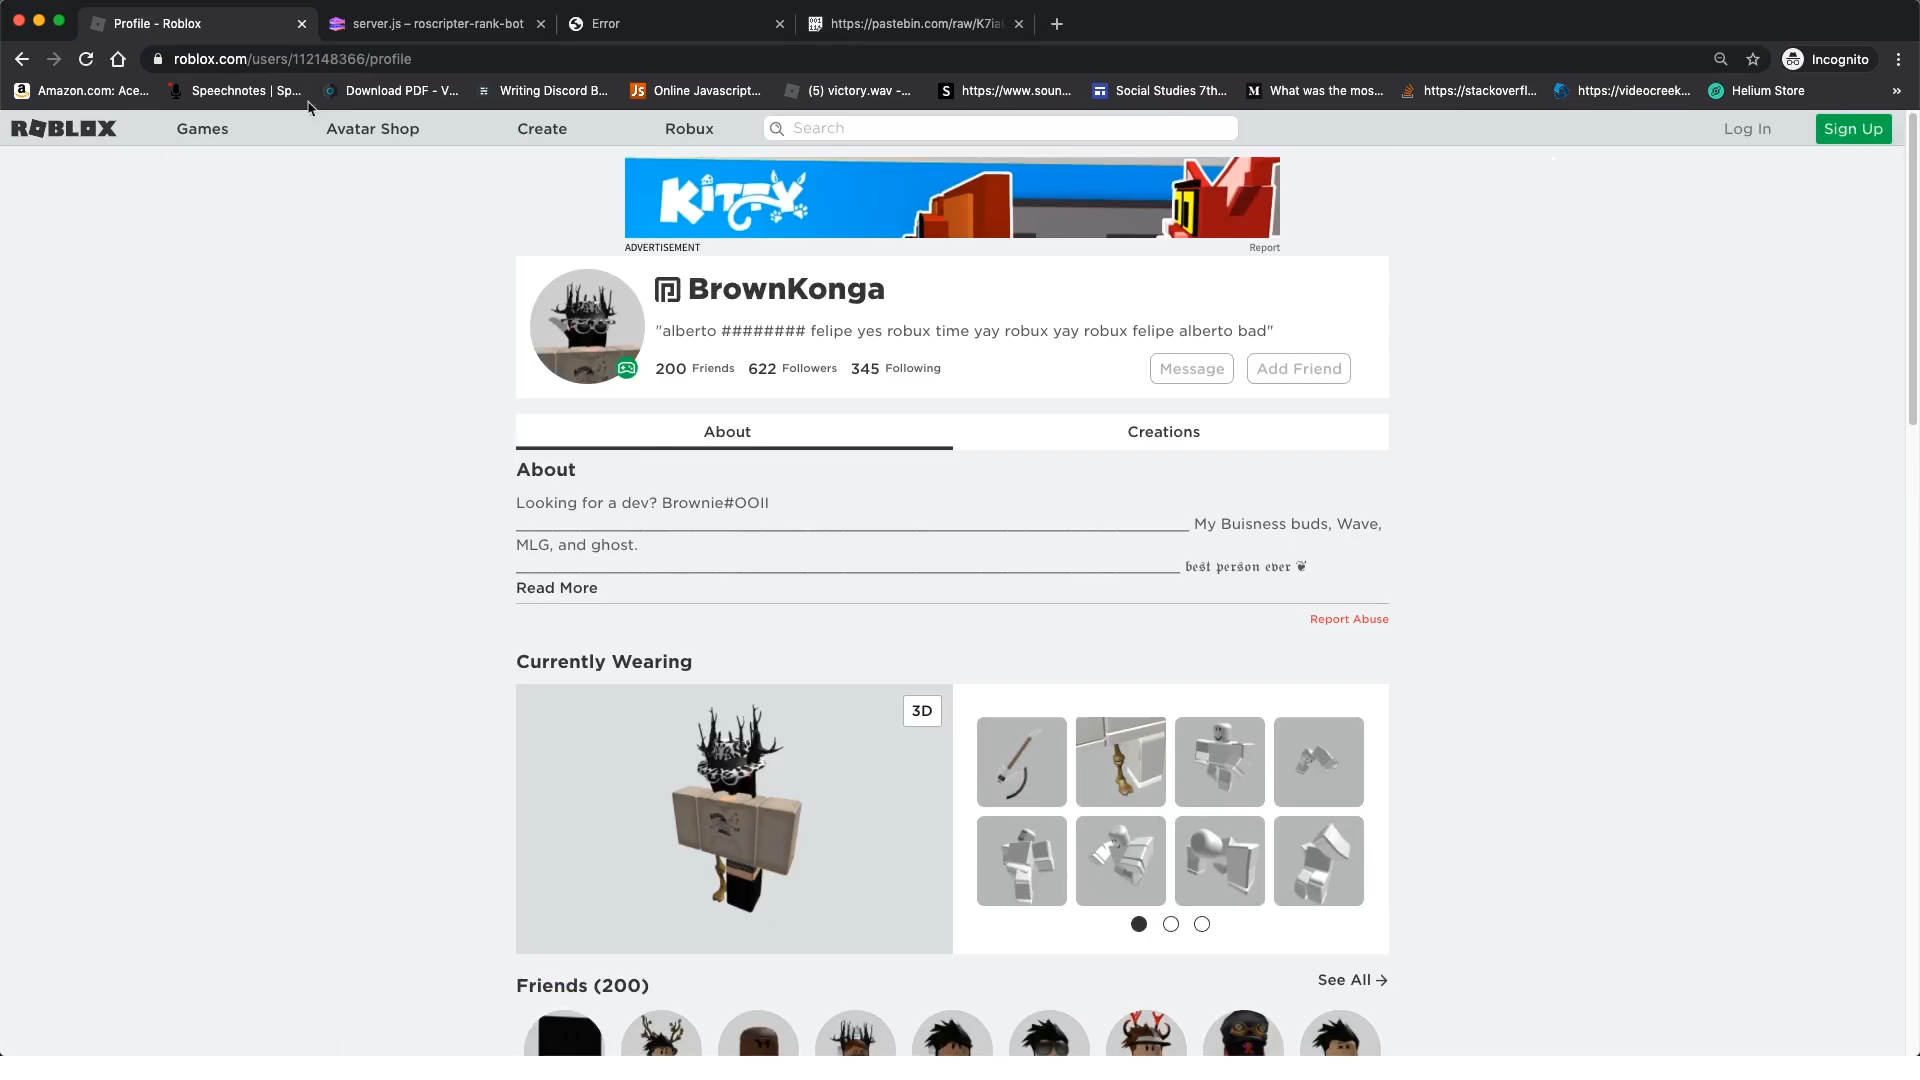 Profile - Roblox
server.js – roscripter-rank-bot
Error
https://pastebin.com/raw/K7ia
roblox.com/users/112148366/profile
Incognito
Amazon.com: Ace...
Speechnotes | Sp...
Download PDF - V...
Writing Discord B...
Online Javascript...
(5) victory.wav -...
https://www.soun...
Social Studies 7th...
What was the mos...
https://stackoverfl...
https://videocreek...
Helium Store
»
ROBLOX
Games
Avatar Shop
Create
Robux
Search
Log In
Sign Up
KITTY
ADVERTISEMENT
Report
BrownKonga
"alberto ######## felipe yes robux time yay robux yay robux felipe alberto bad"
200 Friends 622 Followers 345 Following
Message
Add Friend
About
Creations
About
Looking for a dev? Brownie#OOII
My Buisness buds, Wave,
MLG, and ghost.
𝖇𝖊𝖘𝖙 𝖕𝖊𝖗𝖘𝖔𝖓 𝖊𝖛𝖊𝖗 ❦
Read More
Report Abuse
Currently Wearing
3D
Friends (200)
See All →